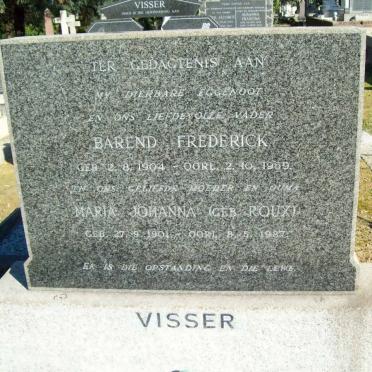 VISSER
TER GEDAGTENIS AAN
MY DIERBARE EGGENOOT
EN ONS LIEFDEVOLLE VADER
BAREND FREDERICK
GEB. 2.8.1904 - OORL. 2.10.1969.
EN ONS GELIEFDE MOEDER EN OUMA
MARIA JOHANNA (GEB. ROUX)
GEB. 27.9.1901 - OORL. 8.5.1987.
EK IS DIE OPSTANDING EN DIE LEWE
VISSER